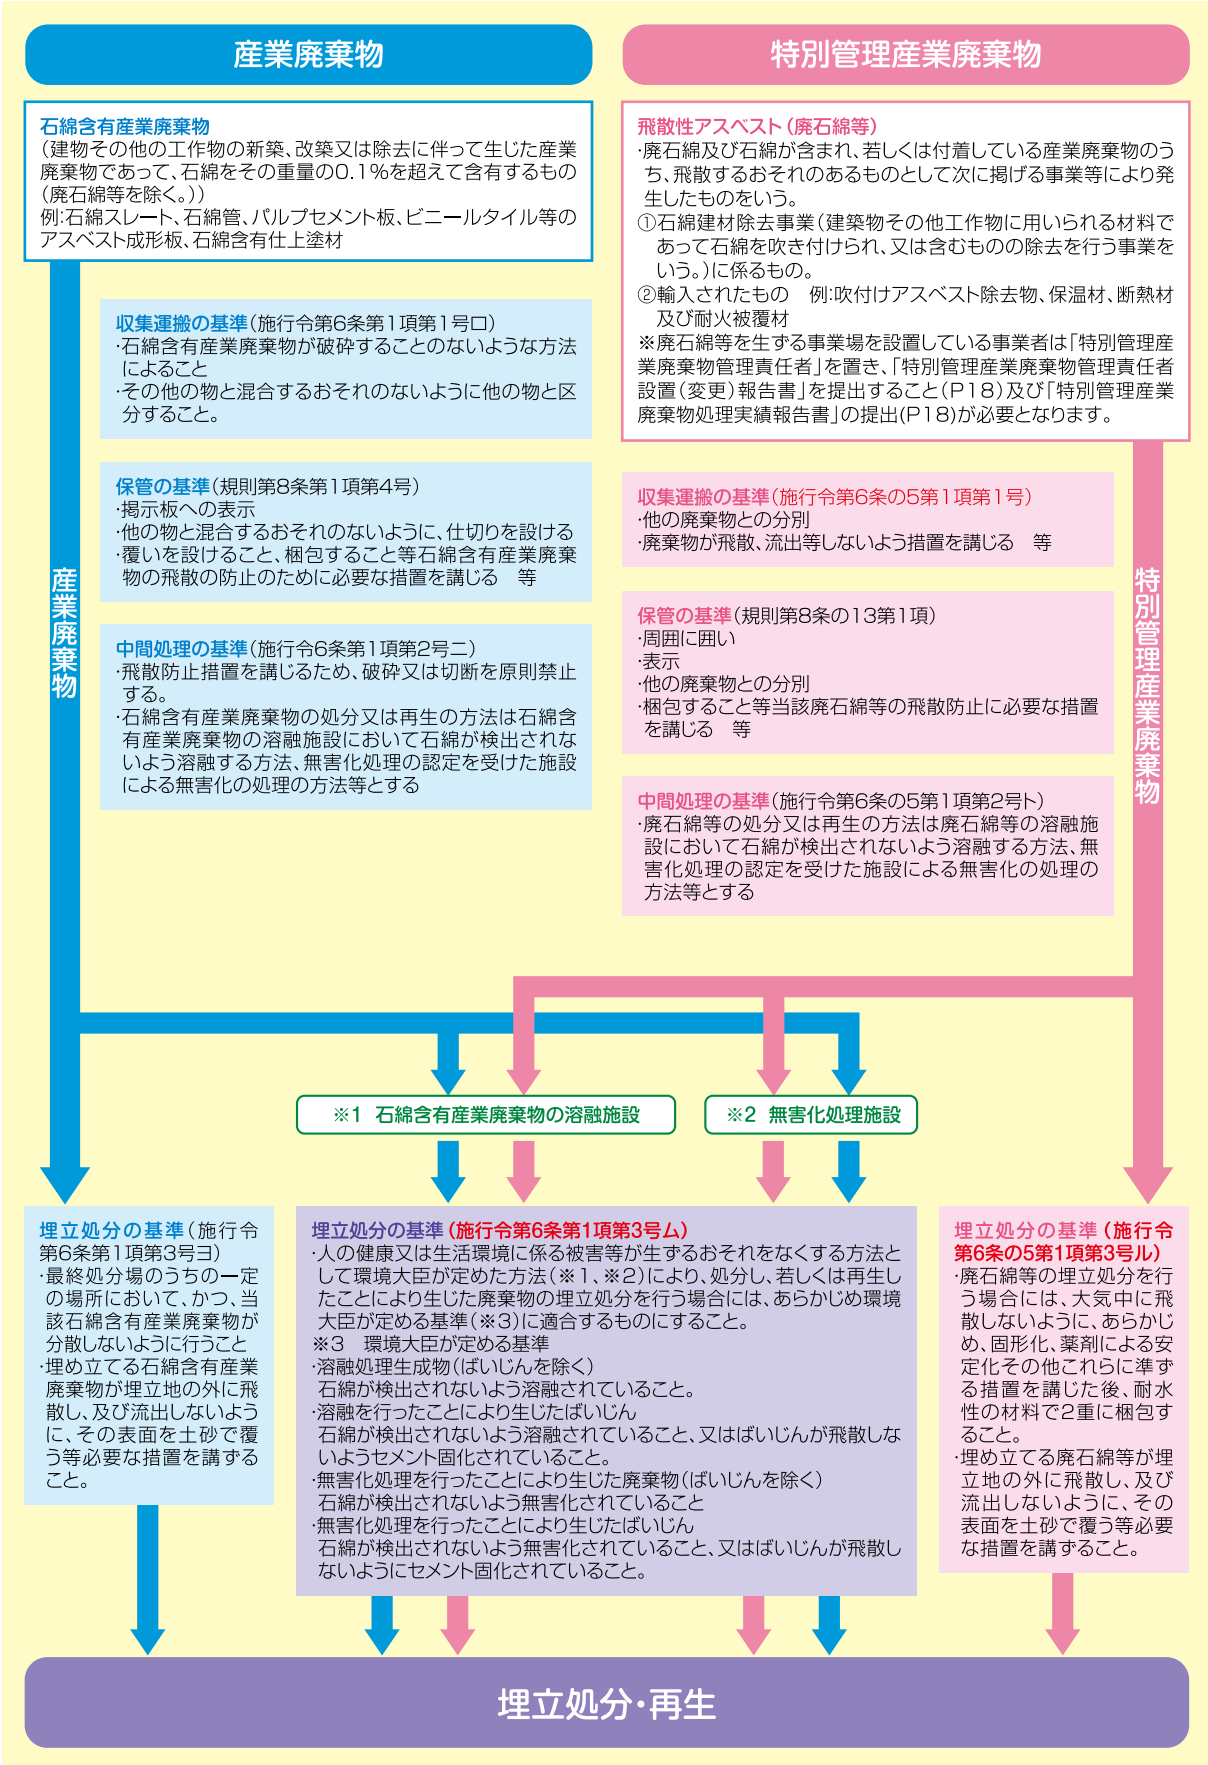 産業廃棄物
石綿含有産業廃棄物
（建物その他の工作物の新築、改築又は除去に伴って生じた産業
廃棄物であって、石綿をその重量の0.1％を超えて含有するもの
（廃石綿等を除く。））
例:石綿スレート、石綿管、パルプセメント板、ビニールタイル等の
アスベスト成形板、石綿含有仕上塗材
収集運搬の基準（施行令第6条第1項第1号ロ）
・石綿含有産業廃棄物が破砕することのないような方法
によること
・その他の物と混合するおそれのないように他の物と区
分すること。
保管の基準（規則第8条第1項第4号）
・掲示板への表示
・他の物と混合するおそれのないように、仕切りを設ける
・覆いを設けること、梱包すること等石綿含有産業廃棄
物の飛散の防止のために必要な措置を講じる　等
中間処理の基準（施行令6条第1項第2号ニ）
・飛散防止措置を講じるため、破砕又は切断を原則禁止
する。
・石綿含有産業廃棄物の処分又は再生の方法は石綿含
有産業廃棄物の溶融施設において石綿が検出されな
いよう溶融する方法、無害化処理の認定を受けた施設
による無害化の処理の方法等とする
産業廃棄物
特別管理産業廃棄物
飛散性アスベスト（廃石綿等）
・廃石綿及び石綿が含まれ、若しくは付着している産業廃棄物のう
ち、飛散するおそれのあるものとして次に掲げる事業等により発
生したものをいう。
①石綿建材除去事業（建築物その他工作物に用いられる材料で
あって石綿を吹き付けられ、又は含むものの除去を行う事業を
いう。）に係るもの。
②輸入されたもの　例:吹付けアスベスト除去物、保温材、断熱材
及び耐火被覆材
※廃石綿等を生ずる事業場を設置している事業者は「特別管理産
業廃棄物管理責任者」を置き、「特別管理産業廃棄物管理責任者
設置（変更）報告書」を提出すること（P18）及び「特別管理産業
廃棄物処理実績報告書」の提出(P18)が必要となります。
収集運搬の基準（施行令第6条の5第1項第1号）
・他の廃棄物との分別
・廃棄物が飛散、流出等しないよう措置を講じる　等
保管の基準（規則第8条の13第1項）
・周囲に囲い
・表示
・他の廃棄物との分別
・梱包すること等当該廃石綿等の飛散防止に必要な措置
を講じる　等
中間処理の基準（施行令第6条の5第1項第2号ト）
・廃石綿等の処分又は再生の方法は廃石綿等の溶融施
設において石綿が検出されないよう溶融する方法、無
害化処理の認定を受けた施設による無害化の処理の
方法等とする
特別管理産業廃棄物
※1 石綿含有産業廃棄物の溶融施設
※2 無害化処理施設
埋立処分の基準（施行令
第6条第1項第3号ヨ）
・最終処分場のうちの一定
の場所において、かつ、当
該石綿含有産業廃棄物が
分散しないように行うこと
・埋め立てる石綿含有産業
廃棄物が埋立地の外に飛
散し、及び流出しないよう
に、その表面を土砂で覆
う等必要な措置を講ずる
こと。
埋立処分の基準（施行令第6条第1項第3号ム）
・人の健康又は生活環境に係る被害等が生ずるおそれをなくする方法と
して環境大臣が定めた方法（※1、※2）により、処分し、若しくは再生し
たことにより生じた廃棄物の埋立処分を行う場合には、あらかじめ環境
大臣が定める基準（※3）に適合するものにすること。
※3　環境大臣が定める基準
・溶融処理生成物（ばいじんを除く）
石綿が検出されないよう溶融されていること。
・溶融を行ったことにより生じたばいじん
石綿が検出されないよう溶融されていること、又はばいじんが飛散しな
いようセメント固化されていること。
・無害化処理を行ったことにより生じた廃棄物（ばいじんを除く）
石綿が検出されないよう無害化されていること
・無害化処理を行ったことにより生じたばいじん
石綿が検出されないよう無害化されていること、又はばいじんが飛散し
ないようにセメント固化されていること。
埋立処分の基準（施行令
第6条の5第1項第3号ル）
・廃石綿等の埋立処分を行
う場合には、大気中に飛
散しないように、あらかじ
め、固形化、薬剤による安
定化その他これらに準ず
る措置を講じた後、耐水
性の材料で2重に梱包す
ること。
・埋め立てる廃石綿等が埋
立地の外に飛散し、及び
流出しないように、その
表面を土砂で覆う等必要
な措置を講ずること。
埋立処分・再生